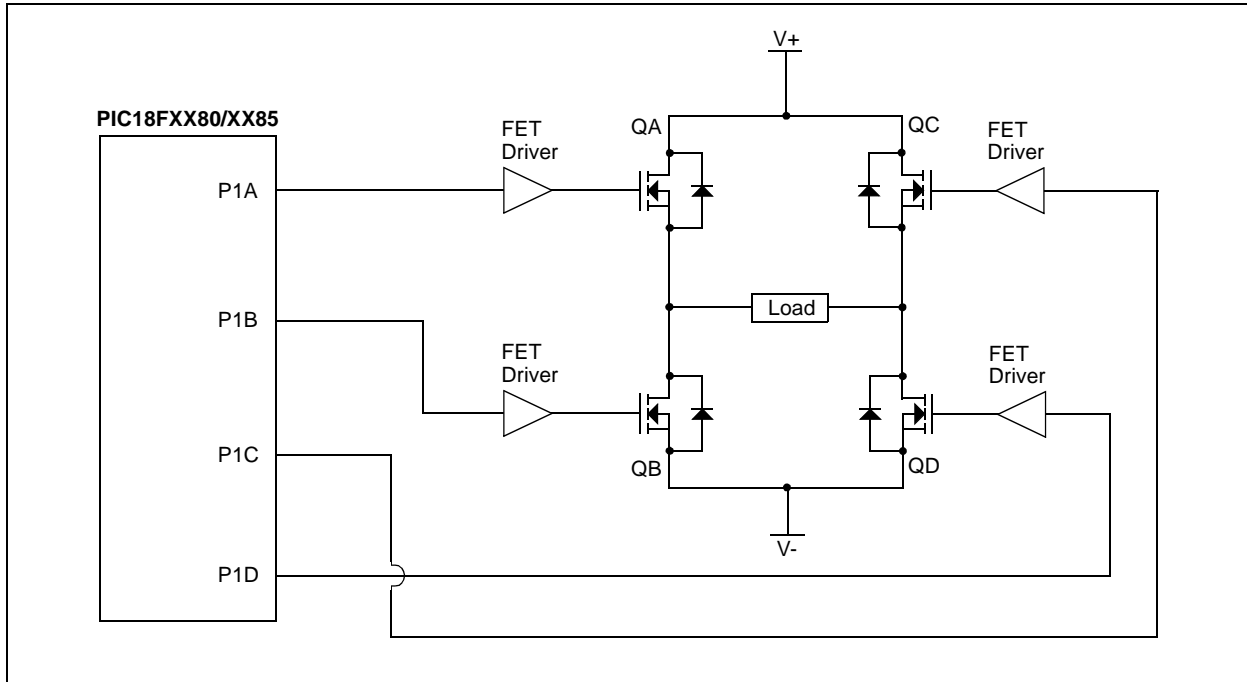 V+
PIC18FXX80/XX85
FET
Driver
QA
QC
FET
Driver
P1A
P1B
Load
FET
Driver
FET
Driver
P1C
QB
QD
V-
P1D